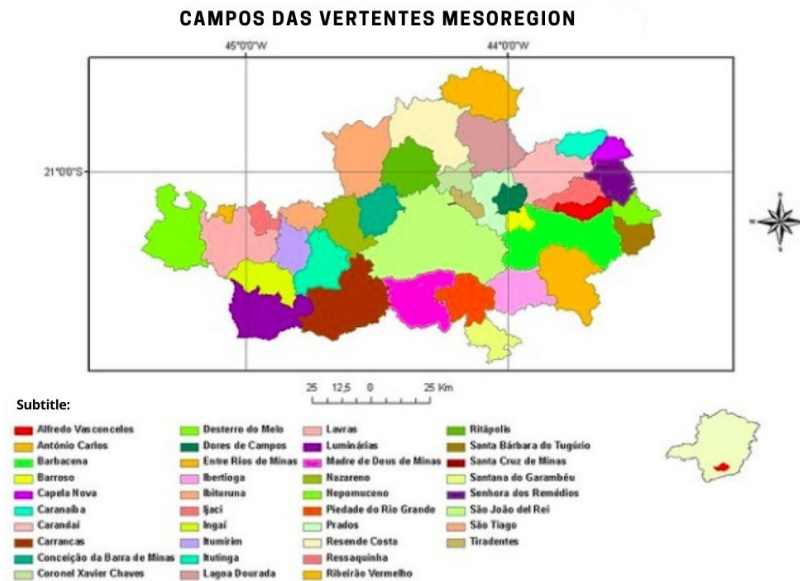 CAMPOS DAS VERTENTES MESOREGION
45°0'0"W
44°0'0"W
21°0'0"S
N
W
S
25 12,5 0 25 Km
Subtitle:
Alfredo Vasconcelos
Antônio Carlos
Barbacena
Barroso
Capela Nova
Caranaíba
Carandaí
Carrancas
Conceição da Barra de Minas
Coronel Xavier Chaves
Desterro do Melo
Dores de Campos
Entre Rios de Minas
Ibertioga
Ibituruna
Ijaci
Ingaí
Itumirim
Itutinga
Lagoa Dourada
Lavras
Luminárias
Madre de Deus de Minas
Nazareno
Nepomuceno
Piedade do Rio Grande
Prados
Resende Costa
Ressaquinha
Ribeirão Vermelho
Ritápolis
Santa Bárbara do Tugúrio
Santa Cruz de Minas
Santana do Garambéu
Senhora dos Remédios
São João del Rei
São Tiago
Tiradentes